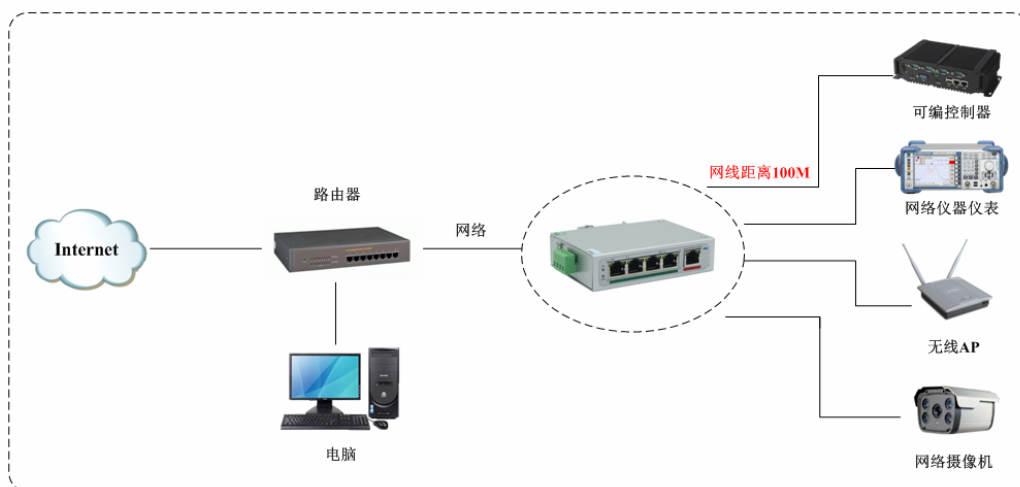 可编控制器
网线距离100M
网络仪器仪表
路由器
网络
Internet
无线AP
电脑
网络摄像机